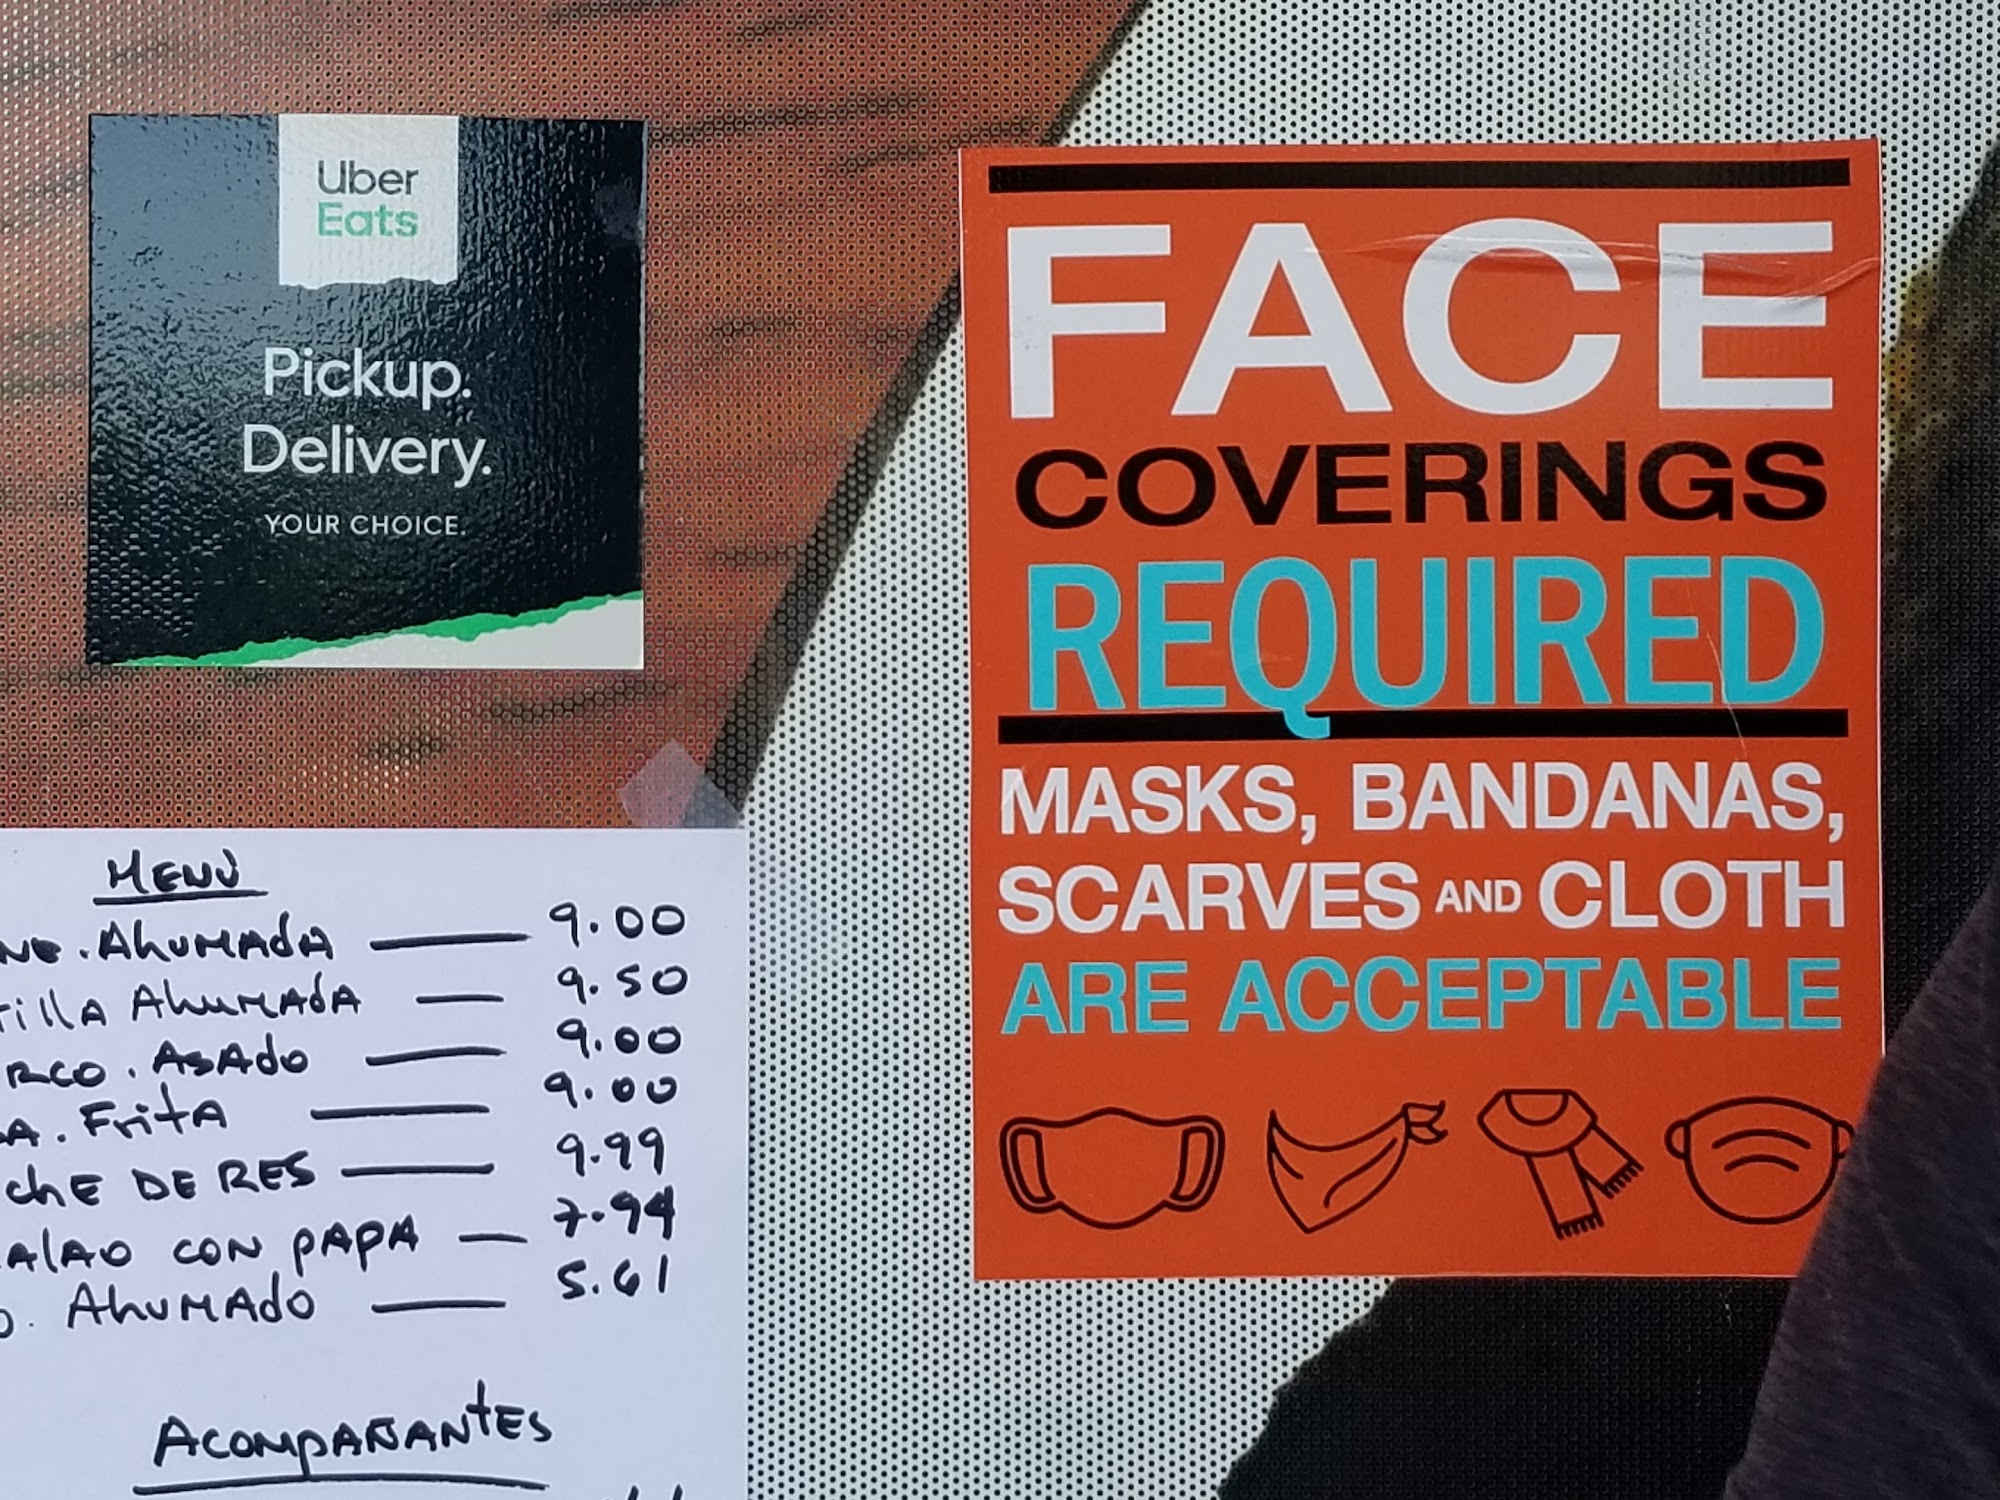 Uber
Eats
Pickup.
Delivery.
YOUR CHOICE.
FACE
COVERINGS
REQUIRED
MASKS, BANDANAS,
SCARVES AND CLOTH
ARE ACCEPTABLE
MENÚ
AhUMAdA — 9.00
AhUMAdA — 9.50
ASAdO — 9.00
FritA — 9.00
DE RES — 9.99
CON PAPA — 7.94
AhUMAdO — 5.61
ACOMPAÑANtES